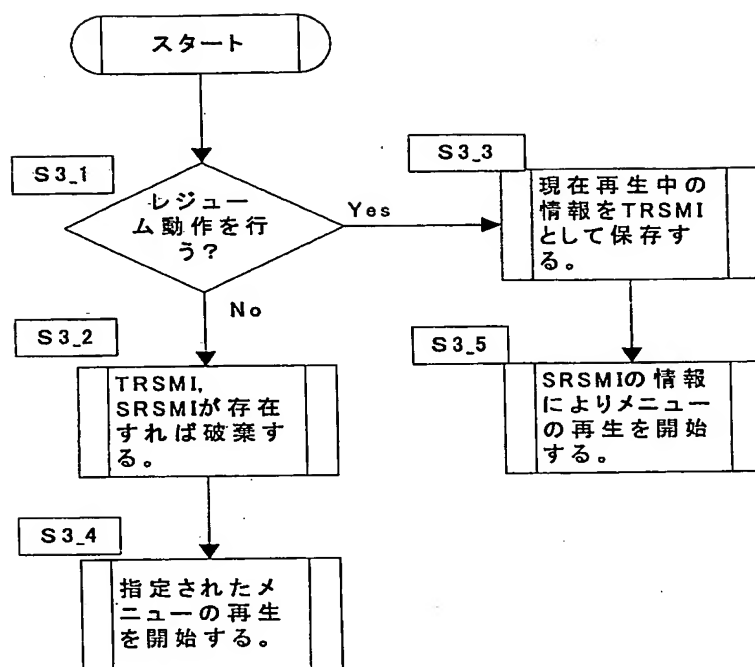 スタート
S3_1
レジュー
ム動作を行
う?
Yes
No
S3_3
現在再生中の
情報をTRSMI
として保存す
る。
S3_2
TRSMI,
SRSMIが存在
すれば破棄す
る。
S3_5
SRSMIの情報
によりメニュー
の再生を開始
する。
S3_4
指定されたメ
ニューの再生
を開始する。